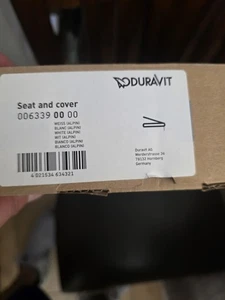 DURAVIT
Seat and cover
006339 00 00
WEISS (ALPIN)
BLANC (ALPIN)
WHITE (ALPIN)
WIT (ALPIN)
BIANCO (ALPIN)
BLANCO (ALPIN)
4 021534 634321
Duravit AG
Werderstrasse 36
78132 Hornberg
Germany